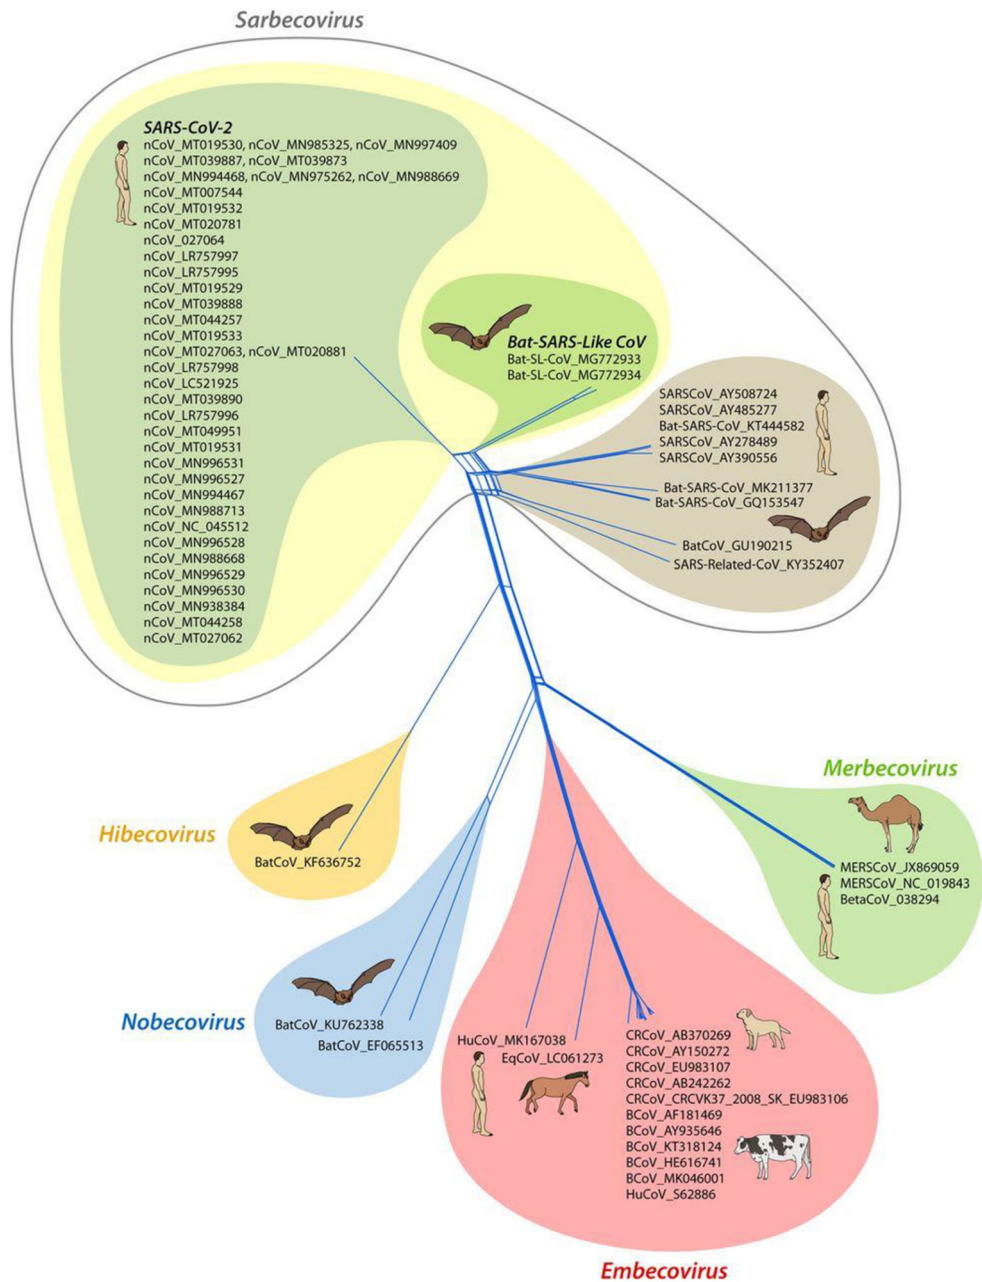 Sarbecovirus
SARS-CoV-2
nCoV_MT019530, nCoV_MN985325, nCoV_MN997409
nCoV_MT039887, nCoV_MT039873
nCoV_MN994468, nCoV_MN975262, nCoV_MN988669
nCoV_MT007544
nCoV_MT019532
nCoV_MT020781
nCoV_027064
nCoV_LR757997
nCoV_LR757995
nCoV_MT019529
nCoV_MT039888
nCoV_MT044257
nCoV_MT019533
nCoV_MT027063, nCoV_MT020881
nCoV_LR757998
nCoV_LC521925
nCoV_MT039890
nCoV_LR757996
nCoV_MT049951
nCoV_MT019531
nCoV_MN996531
nCoV_MN996527
nCoV_MN994467
nCoV_MN988713
nCoV_NC_045512
nCoV_MN996528
nCoV_MN988668
nCoV_MN996529
nCoV_MN996530
nCoV_MN938384
nCoV_MT044258
nCoV_MT027062
Bat-SARS-Like CoV
Bat-SL-CoV_MG772933
Bat-SL-CoV_MG772934
SARSCoV_AY508724
SARSCoV_AY485277
Bat-SARS-CoV_KT444582
SARSCoV_AY278489
SARSCoV_AY390556
Bat-SARS-CoV_MK211377
Bat-SARS-CoV_GQ153547
BatCoV_GU190215
SARS-Related-CoV_KY352407
Hibecovirus
BatCoV_KF636752
Merbecovirus
MERSCoV_JX869059
MERSCoV_NC_019843
BetaCoV_038294
Nobecovirus
BatCoV_KU762338
BatCoV_EF065513
HuCoV_MK167038
EqCoV_LC061273
CRCoV_AB370269
CRCoV_AY150272
CRCoV_EU983107
CRCoV_AB242262
CRCoV_CRCVK37_2008_SK_EU983106
BCoV_AF181469
BCoV_AY935646
BCoV_KT318124
BCoV_HE616741
BCoV_MK046001
HuCoV_S62886
Embecovirus